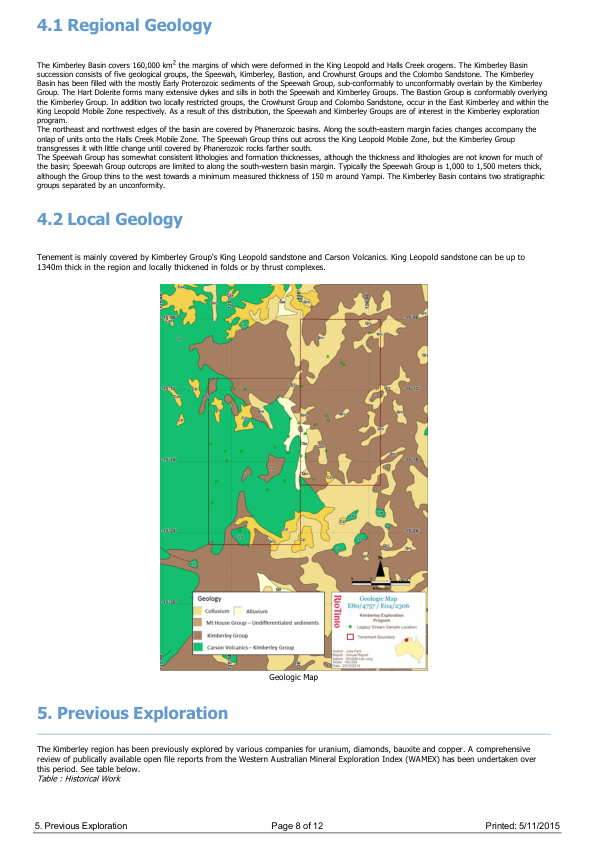 4.1 Regional Geology
The Kimberley Basin covers 160,000 km2 the margins of which were deformed in the King Leopold and Halls Creek orogens. The Kimberley Basin
succession consists of five geological groups, the Speewah, Kimberley, Bastion, and Crowhurst Groups and the Colombo Sandstone. The Kimberley
Basin has been filled with the mostly Early Proterozoic sediments of the Speewah Group, sub-conformably to unconformably overlain by the Kimberley
Group. The Hart Dolerite forms many extensive dykes and sills in both the Speewah and Kimberley Groups. The Bastion Group is conformably overlying
the Kimberley Group. In addition two locally restricted groups, the Crowhurst Group and Colombo Sandstone, occur in the East Kimberley and within the
King Leopold Mobile Zone respectively. As a result of this distribution, the Speewah and Kimberley Groups are of interest in the Kimberley exploration
program.
The northeast and northwest edges of the basin are covered by Phanerozoic basins. Along the south-eastern margin facies changes accompany the
onlap of units onto the Halls Creek Mobile Zone. The Speewah Group thins out across the King Leopold Mobile Zone, but the Kimberley Group
transgresses it with little change until covered by Phanerozoic rocks farther south.
The Speewah Group has somewhat consistent lithologies and formation thicknesses, although the thickness and lithologies are not known for much of
the basin; Speewah Group outcrops are limited to along the south-western basin margin. Typically the Speewah Group is 1,000 to 1,500 meters thick,
although the Group thins to the west towards a minimum measured thickness of 150 m around Yampi. The Kimberley Basin contains two stratigraphic
groups separated by an unconformity.
4.2 Local Geology
Tenement is mainly covered by Kimberley Group's King Leopold sandstone and Carson Volcanics. King Leopold sandstone can be up to
1340m thick in the region and locally thickened in folds or by thrust complexes.
Geology
Colluvium Alluvium
Mt House Group – Undifferentiated sediments
Kimberley Group
Carson Volcanics – Kimberley Group
RioTinto
Geologic Map
E80/4757 / E04/2306
Kimberley Exploration
Program
Legacy Stream Sample Location
Tenement Boundary
Geologic Map
5. Previous Exploration
The Kimberley region has been previously explored by various companies for uranium, diamonds, bauxite and copper. A comprehensive
review of publically available open file reports from the Western Australian Mineral Exploration Index (WAMEX) has been undertaken over
this period. See table below.
Table : Historical Work
5. Previous Exploration Page 8 of 12 Printed: 5/11/2015